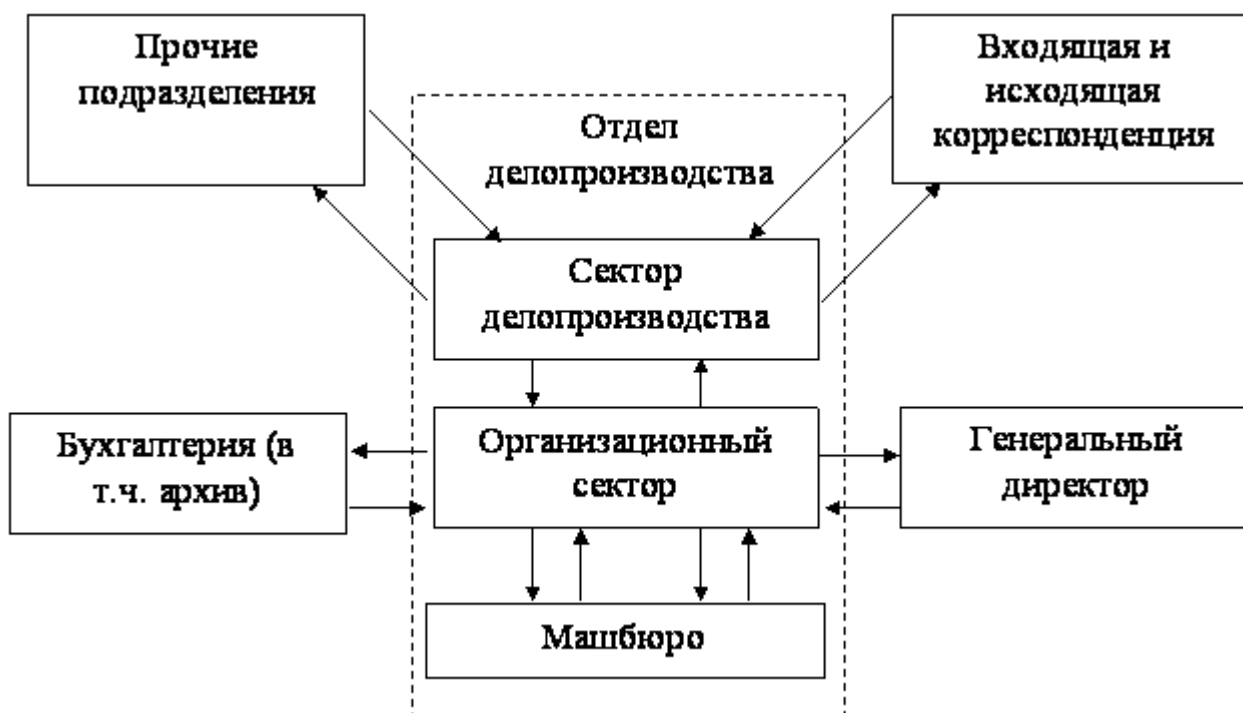 Прочие
подразделения
Входящая и
исходящая
корреспонденция
Отдел
делопроизводства
Сектор
делопроизводства
Бухгалтерия (в
т.ч. архив)
Организационный
сектор
Генеральный
директор
Машбюро